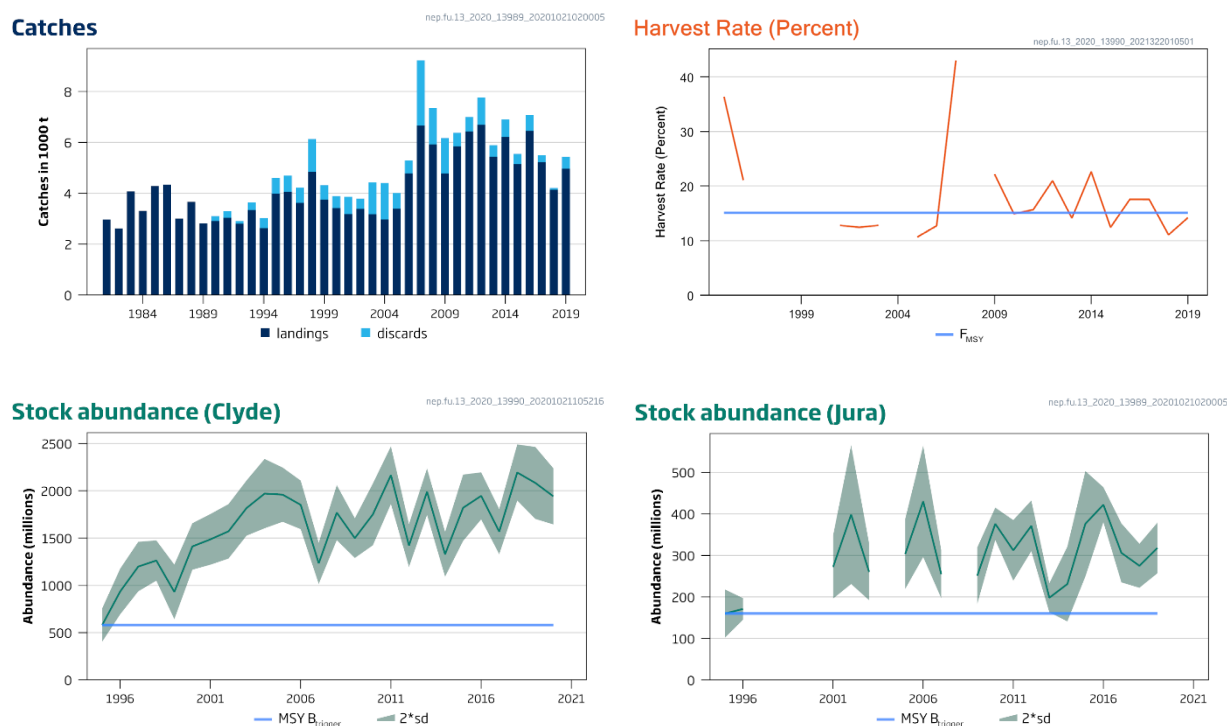 Catches
nep.fu.13_2020_13989_20201021020005
Catches in 1000 t
8
6
4
2
0
1984 1989 1994 1999 2004 2009 2014 2019
landings discards
Harvest Rate (Percent)
nep.fu.13_2020_13990_2021322010501
Harvest Rate (Percent)
40
30
20
10
0
1999 2004 2009 2014 2019
FMSY
Stock abundance (Clyde)
nep.fu.13_2020_13990_20201021105216
Abundance (millions)
2500
2000
1500
1000
500
0
1996 2001 2006 2011 2016 2021
MSY Btrigger 2*sd
Stock abundance (Jura)
nep.fu.13_2020_13989_20201021020005
Abundance (millions)
500
400
300
200
100
0
1996 2001 2006 2011 2016 2021
MSY Btrigger 2*sd